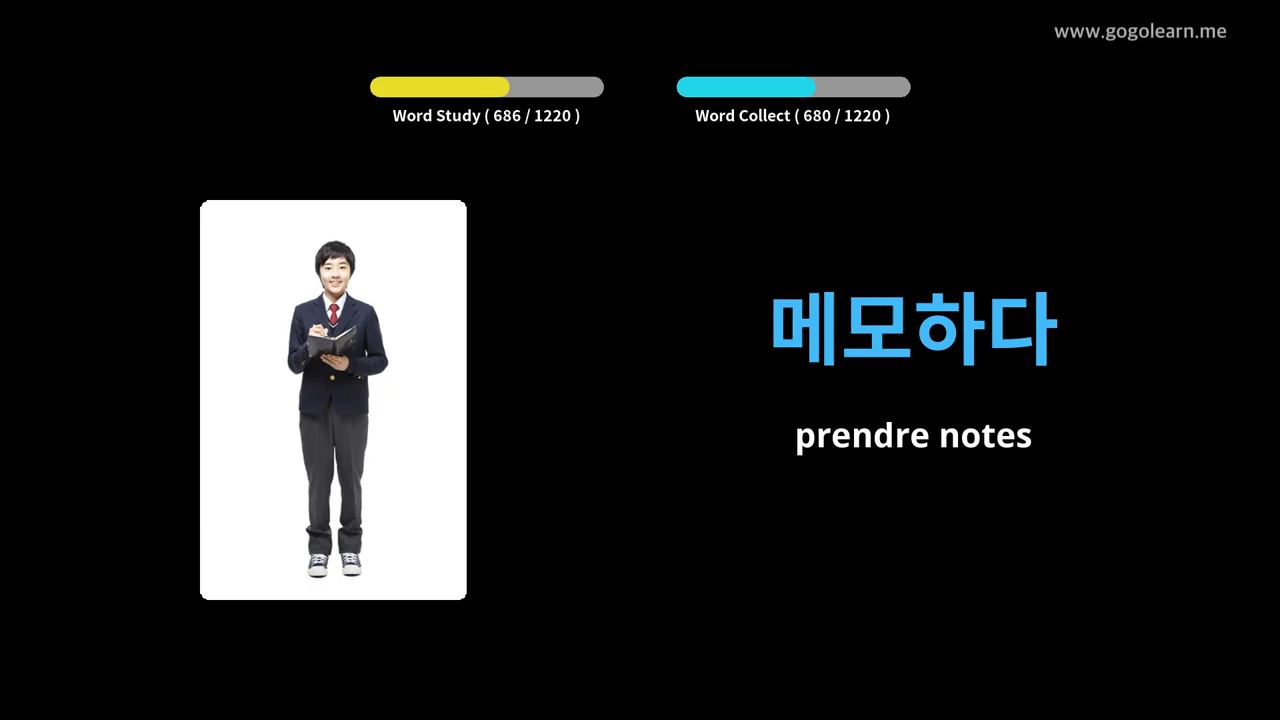 www.gogolearn.me
Word Study ( 686 / 1220 )
Word Collect ( 680 / 1220 )
메모하다
prendre notes